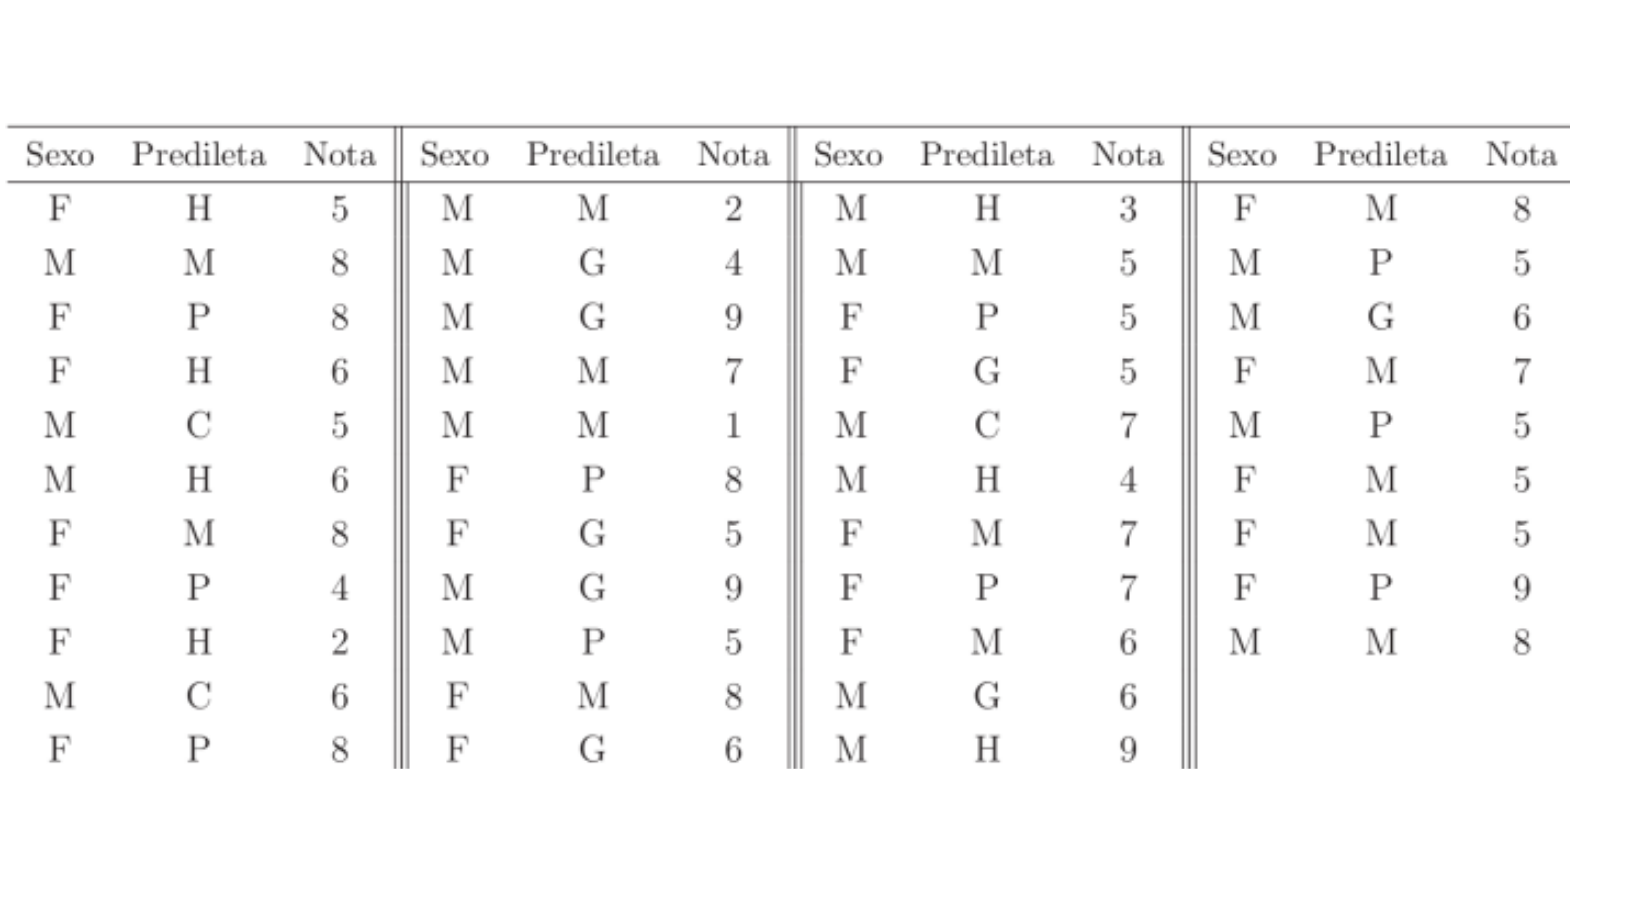 Sexo Predileta Nota Sexo Predileta Nota Sexo Predileta Nota Sexo Predileta Nota
F H 5 M M 2 M H 3 F M 8
M M 8 M G 4 M M 5 M P 5
F P 8 M G 9 F P 5 M G 6
F H 6 M M 7 F G 5 F M 7
M C 5 M M 1 M C 7 M P 5
M H 6 F P 8 M H 4 F M 5
F M 8 F G 5 F M 7 F M 5
F P 4 M G 9 F P 7 F P 9
F H 2 M P 5 F M 6 M M 8
M C 6 F M 8 M G 6
F P 8 F G 6 M H 9